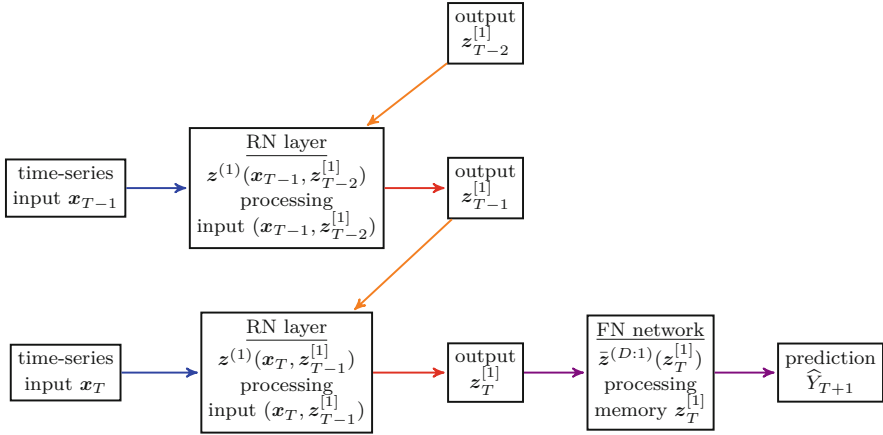 output
$z_{T-2}^{[1]}$
time-series
input $x_{T-1}$
RN layer
$z^{(1)}(x_{T-1}, z_{T-2}^{[1]})$
processing
input $(x_{T-1}, z_{T-2}^{[1]})$
output
$z_{T-1}^{[1]}$
time-series
input $x_T$
RN layer
$z^{(1)}(x_T, z_{T-1}^{[1]})$
processing
input $(x_T, z_{T-1}^{[1]})$
output
$z_T^{[1]}$
FN network
$\bar{z}^{(D:1)}(z_T^{[1]})$
processing
memory $z_T^{[1]}$
prediction
$\widehat{Y}_{T+1}$